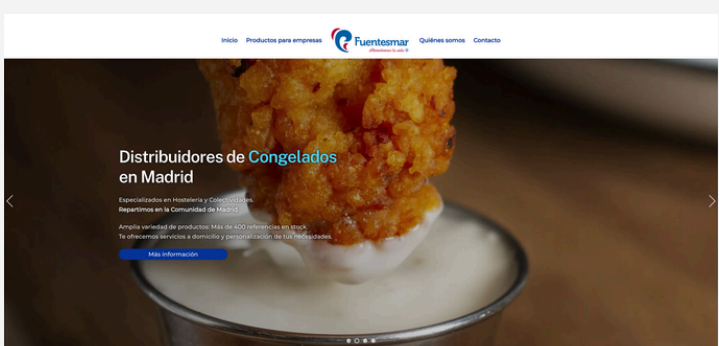 Inicio
Productos para empresas
Fuentesmar
Quiénes somos
Contacto
Distribuidores de Congelados
en Madrid
Especializados en Hostelería y Colectividades.
Repartimos en la Comunidad de Madrid.
Amplia variedad de productos: Más de 400 referencias en stock.
Te ofrecemos servicios a domicilio y personalización de tus necesidades.
Más información